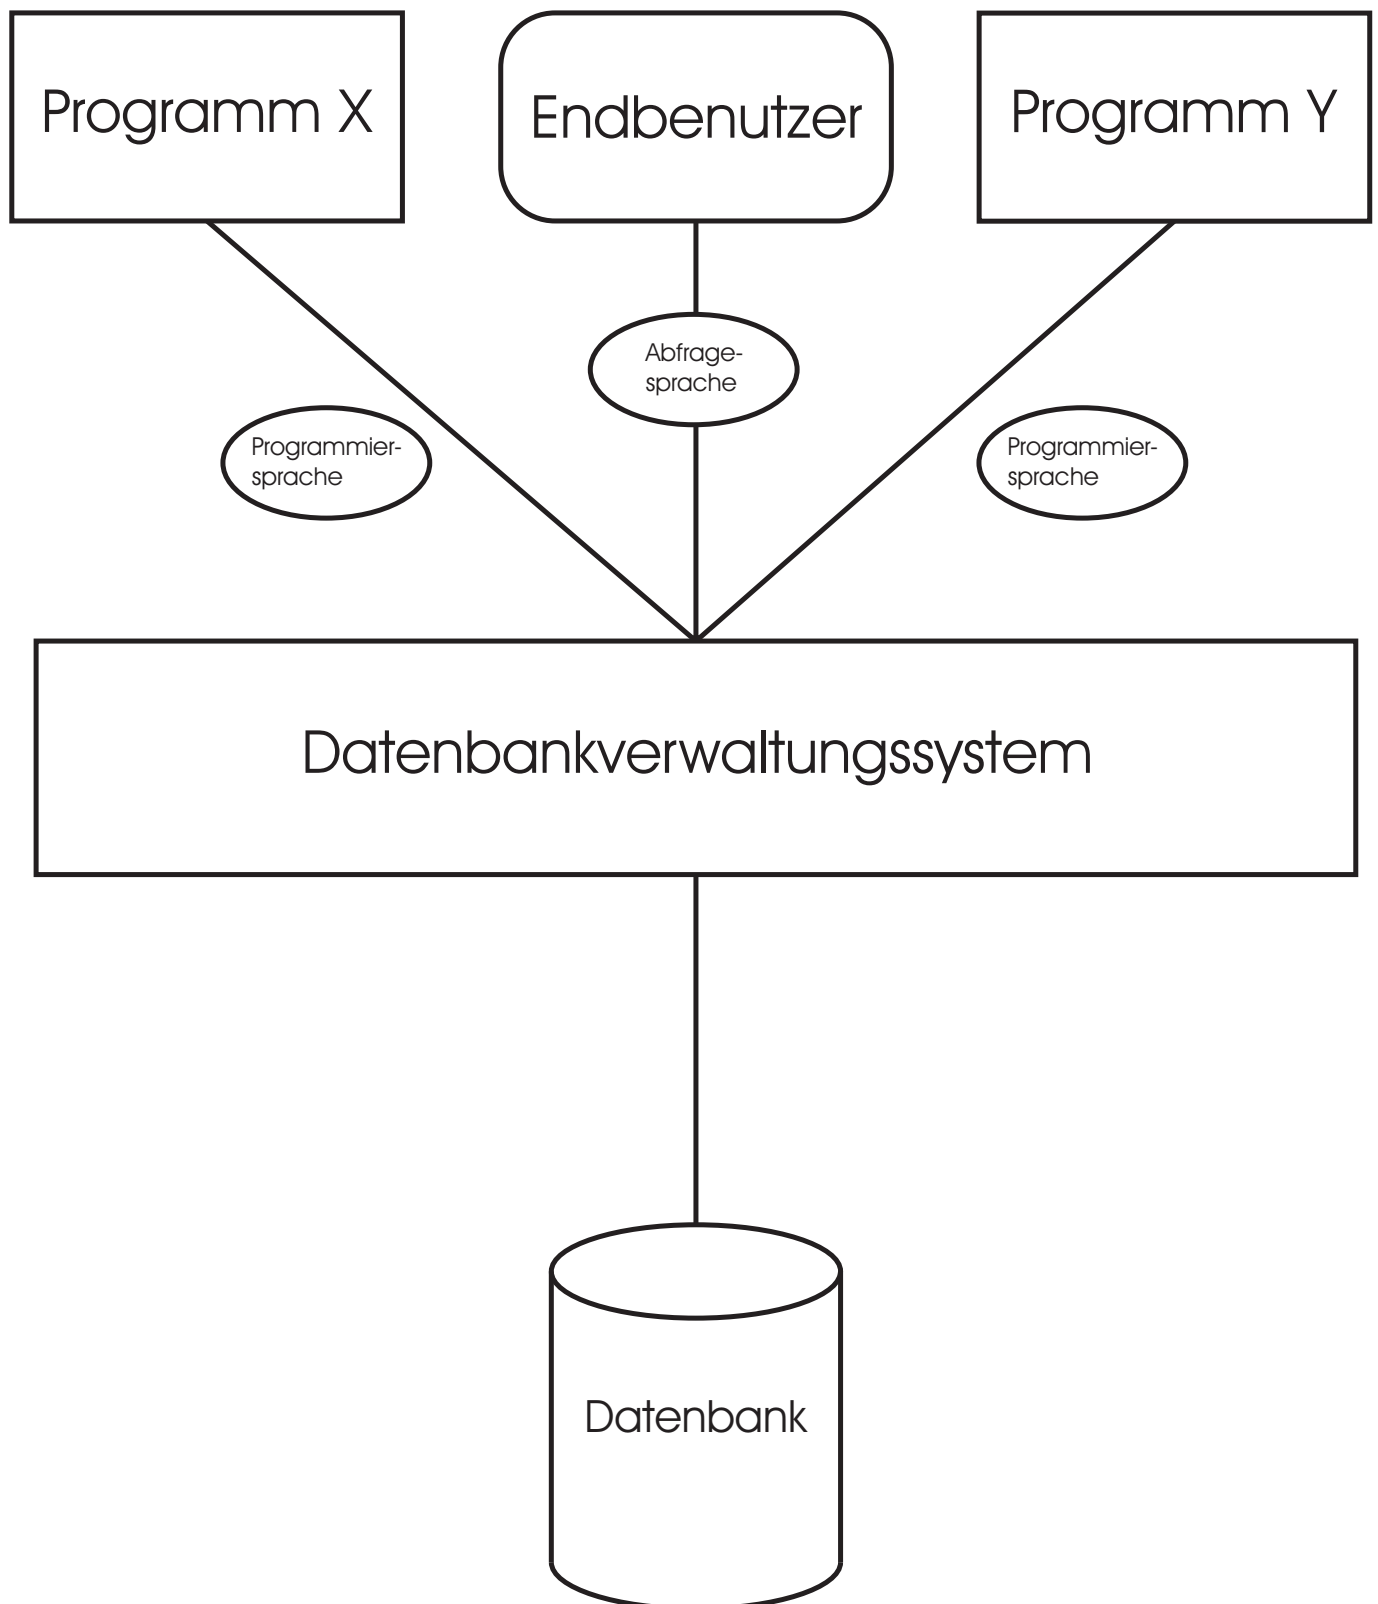 Programm X
Endbenutzer
Programm Y
Abfrage-
sprache
Programmier-
sprache
Programmier-
sprache
Datenbankverwaltungssystem
Datenbank